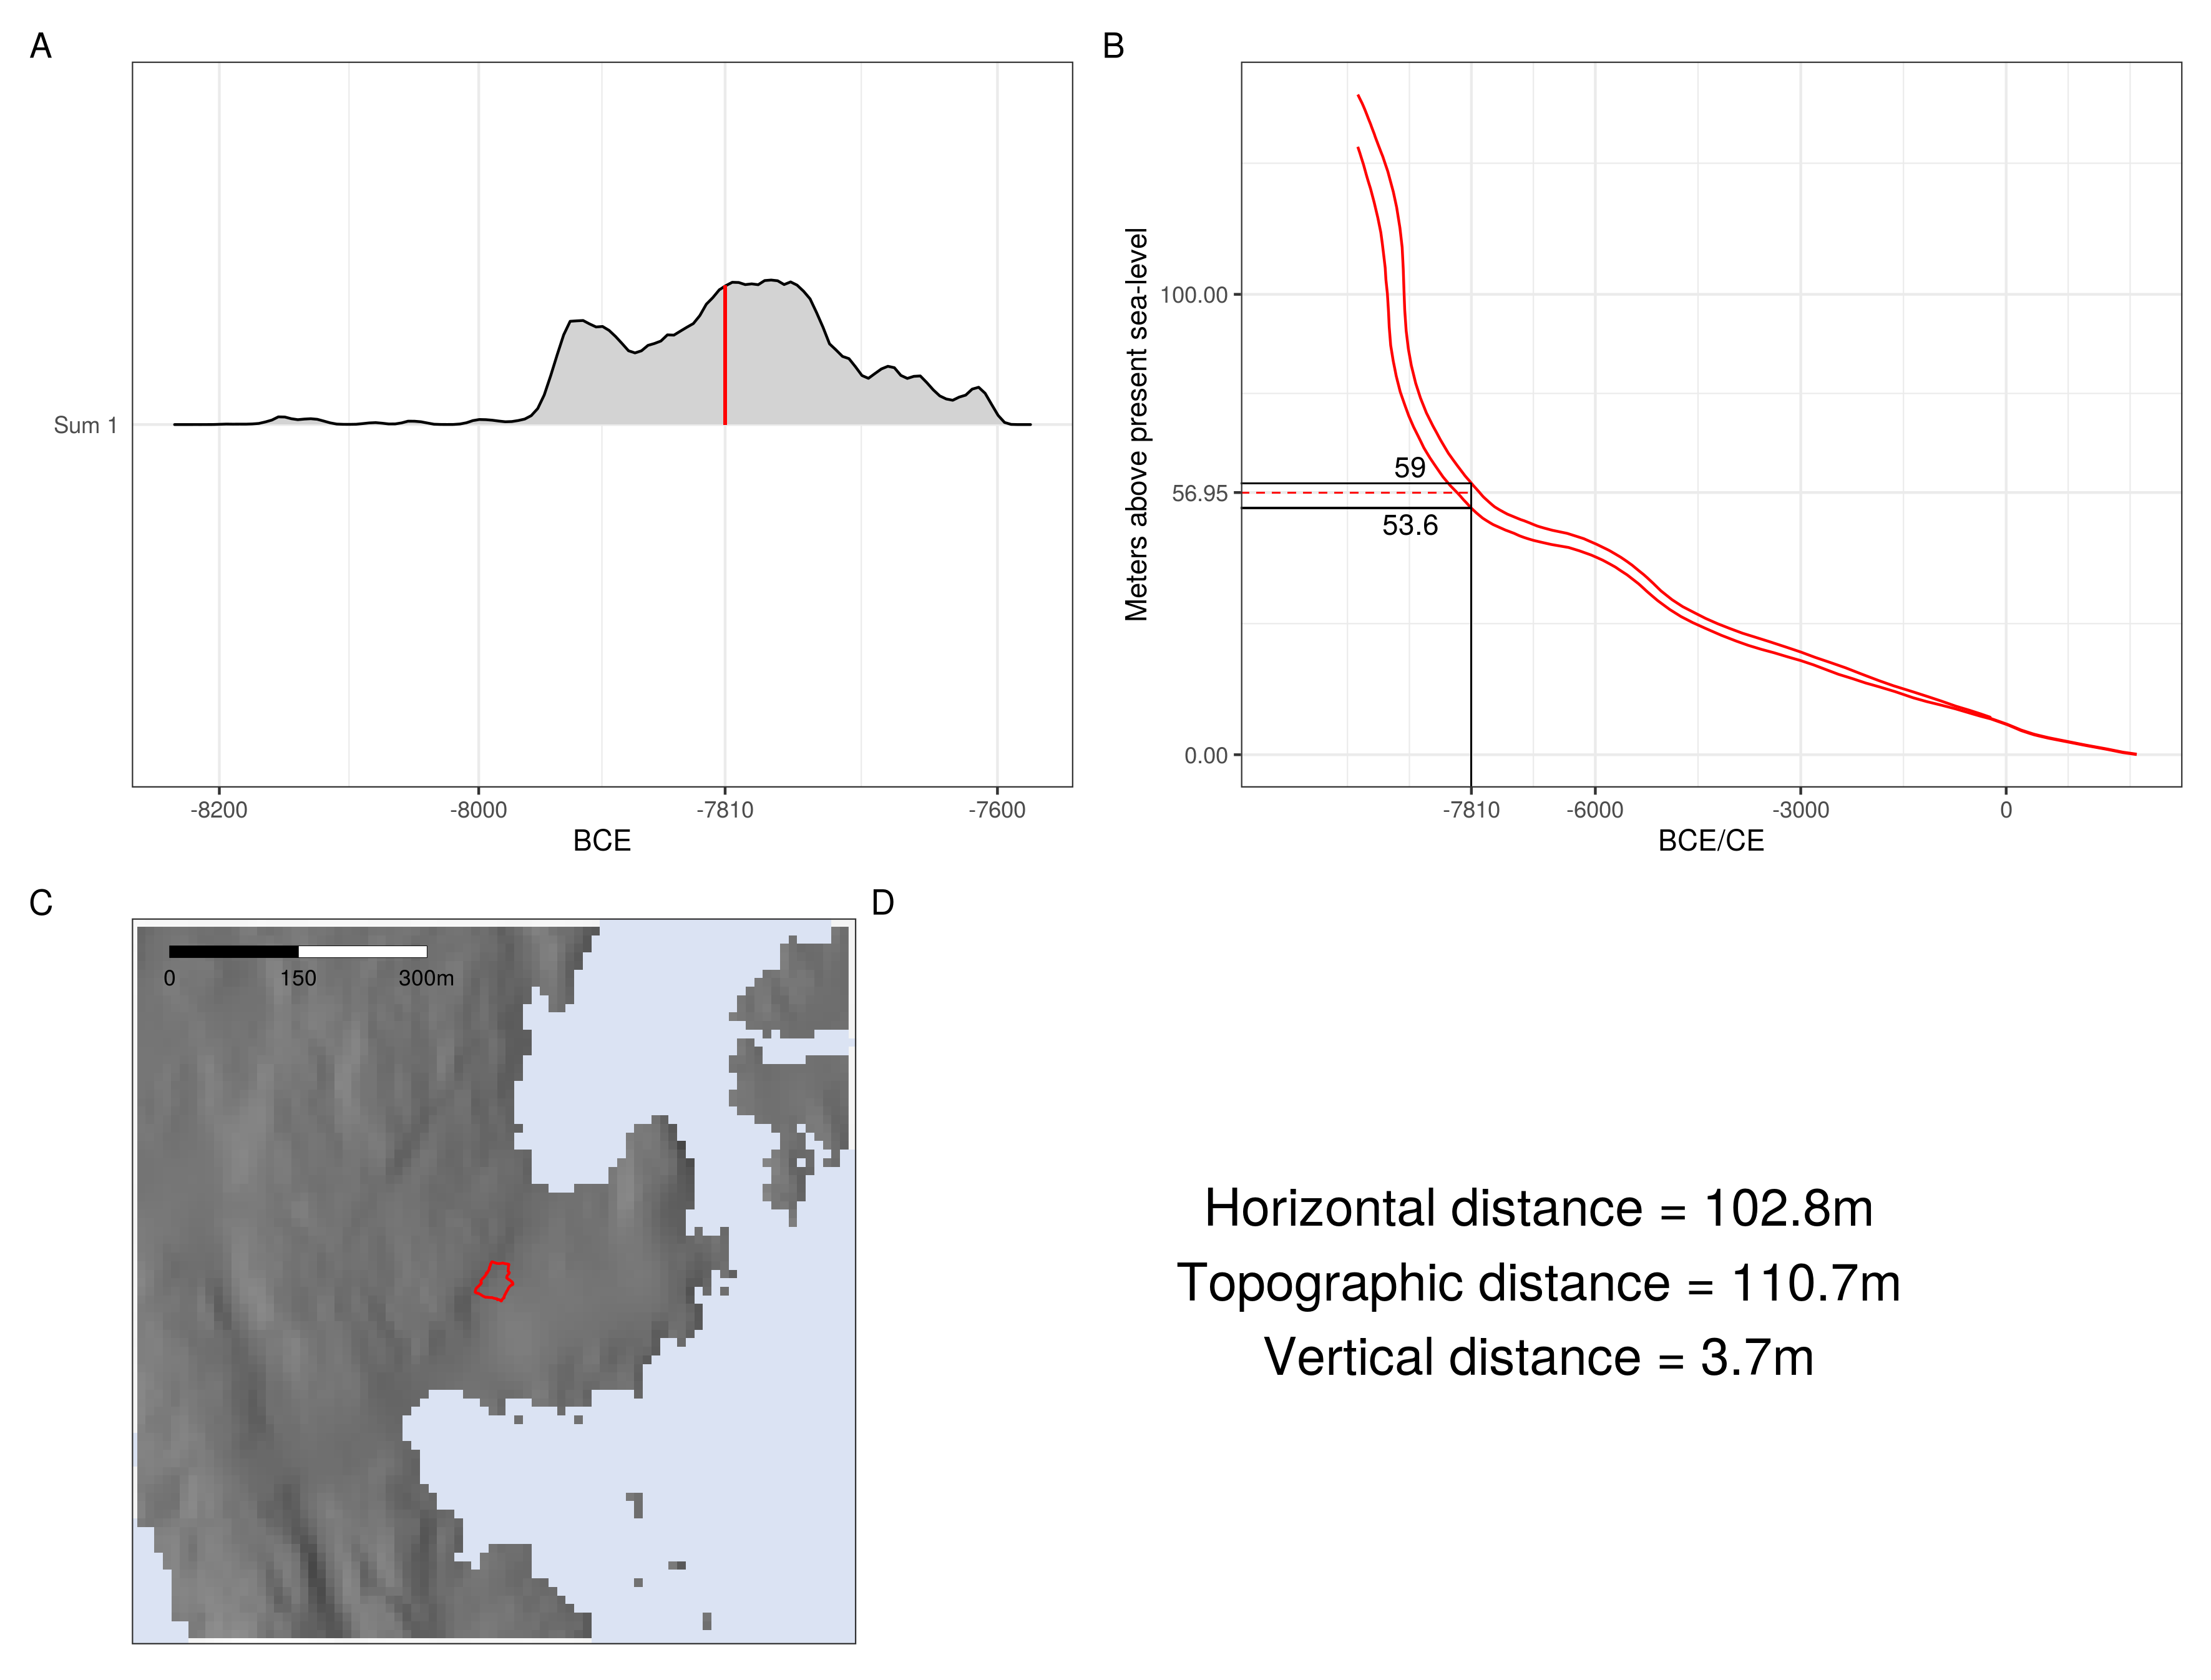 A
Sum 1
-8200
-8000
-7810
-7600
BCE
B
Meters above present sea-level
100.00
56.95
0.00
59
53.6
-7810
-6000
-3000
0
BCE/CE
C
0
150
300m
D
Horizontal distance = 102.8m
Topographic distance = 110.7m
Vertical distance = 3.7m